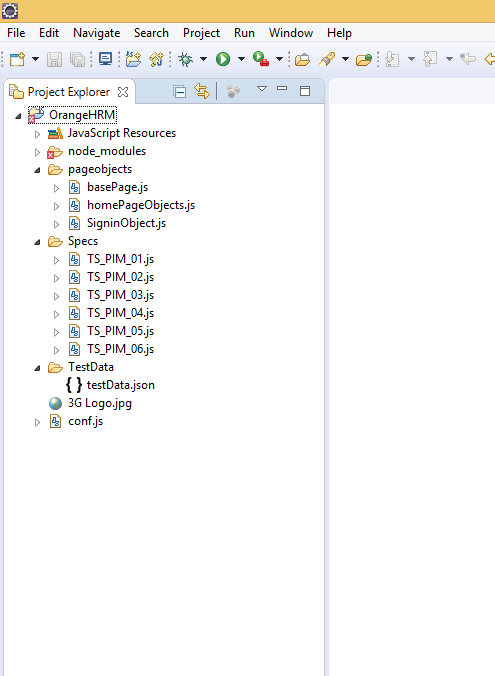 File Edit Navigate Search Project Run Window Help
Project Explorer
OrangeHRM
JavaScript Resources
node_modules
pageobjects
basePage.js
homePageObjects.js
SigninObject.js
Specs
TS_PIM_01.js
TS_PIM_02.js
TS_PIM_03.js
TS_PIM_04.js
TS_PIM_05.js
TS_PIM_06.js
TestData
testData.json
3G Logo.jpg
conf.js